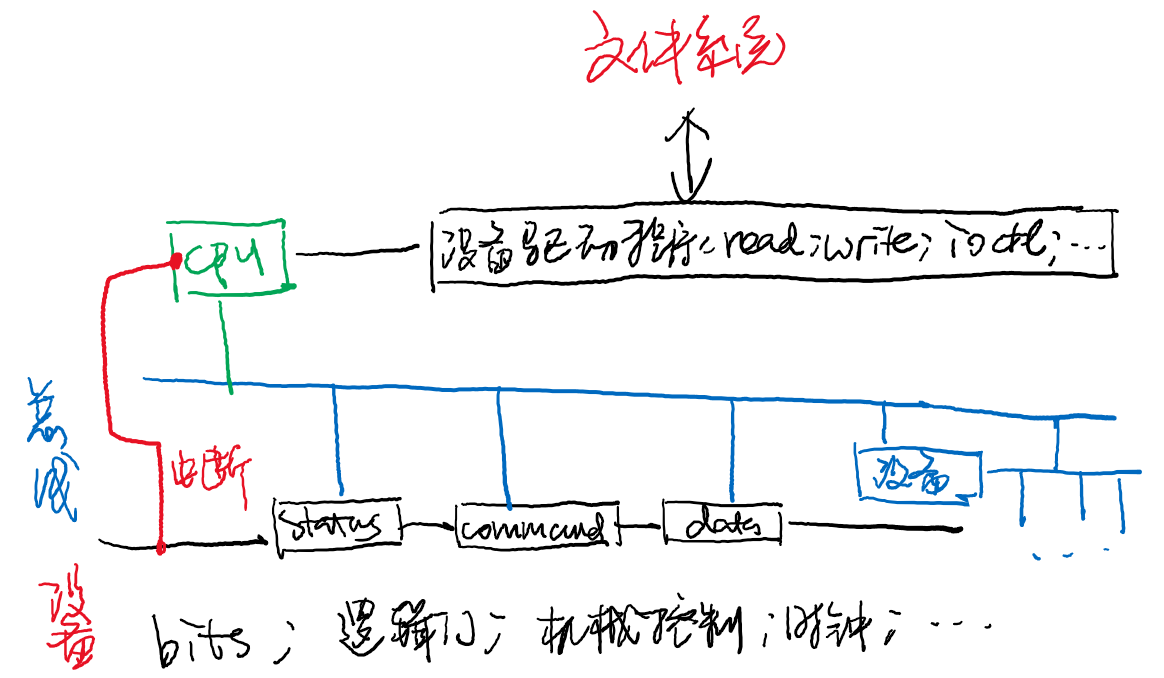 文件系统
CPU
设备驱动程序: read; write; ioctl; ...
总线
中断
设备
status
command
data
设备
bits; 逻辑门; 机械控制; 时钟; ...